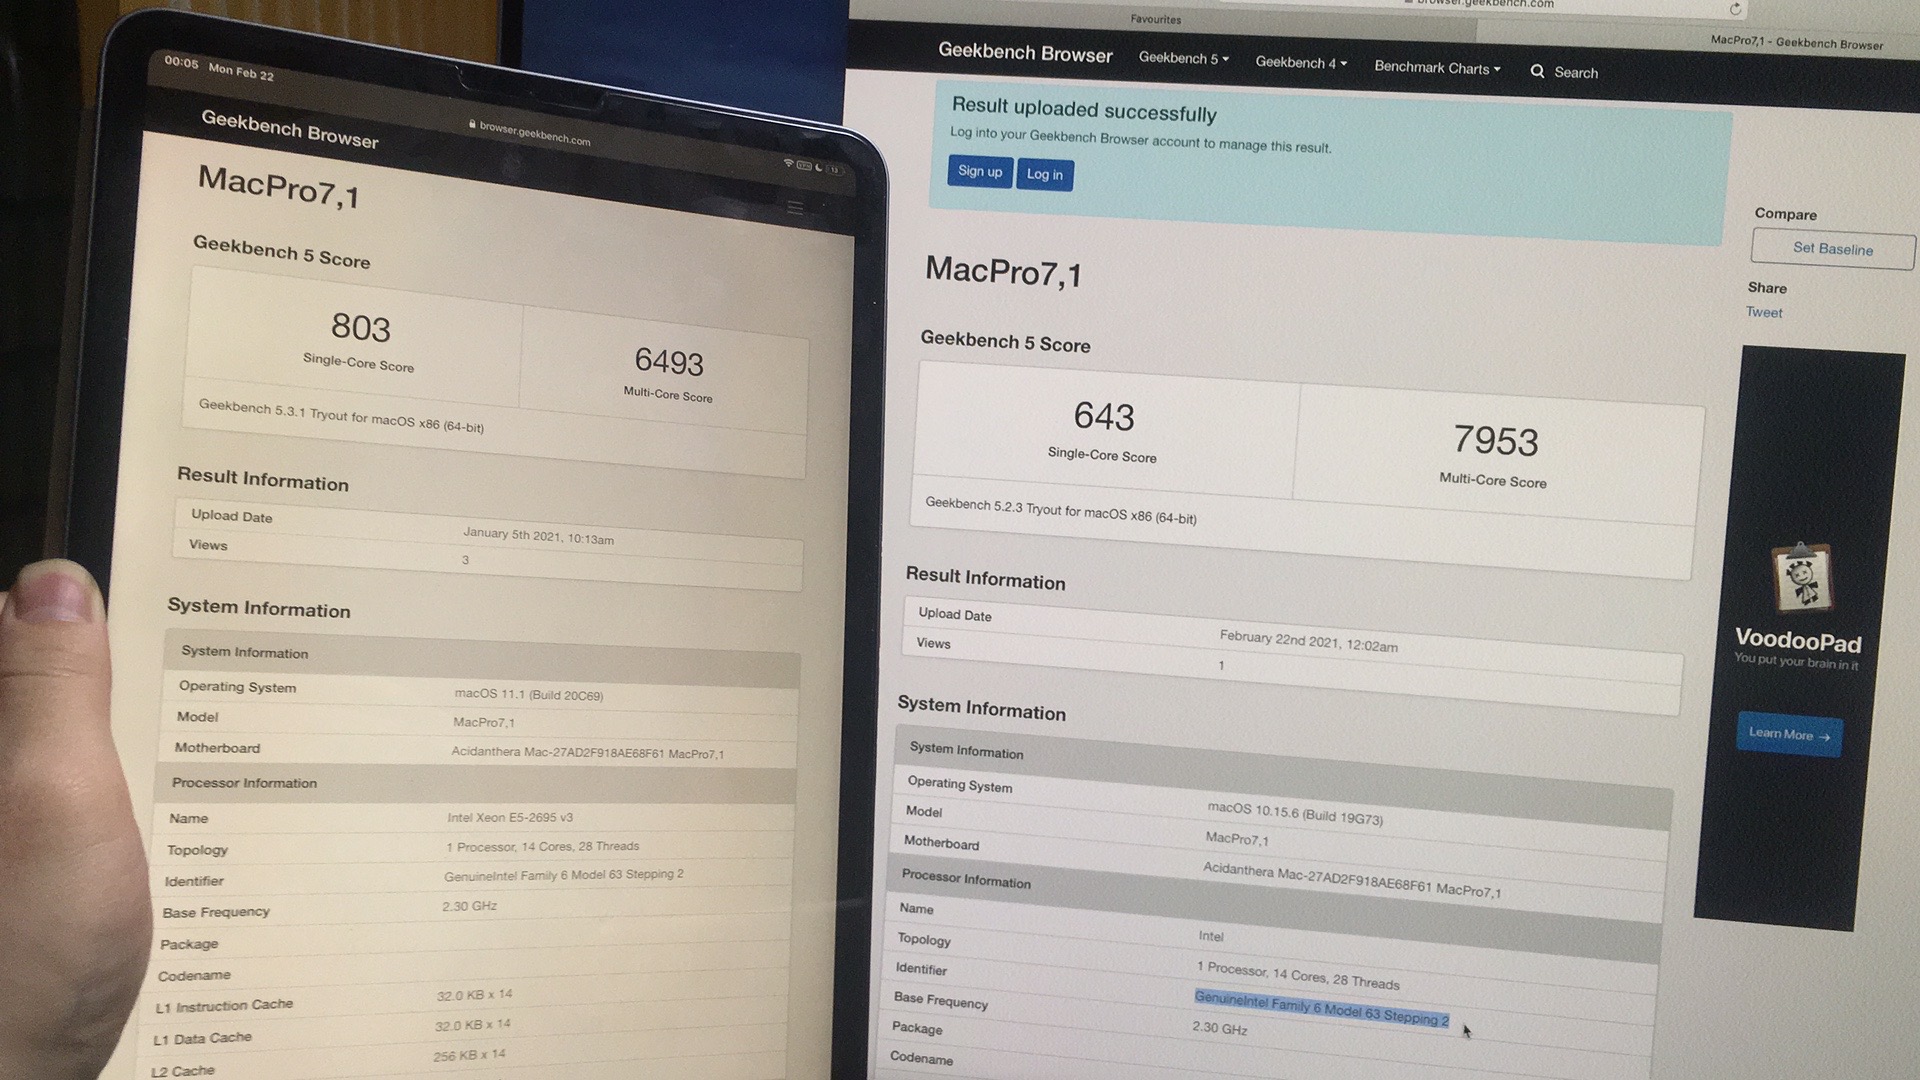 00:05 Mon Feb 22
browser.geekbench.com
Geekbench Browser
MacPro7,1
Geekbench 5 Score
803
Single-Core Score
6493
Multi-Core Score
Geekbench 5.3.1 Tryout for macOS x86 (64-bit)
Result Information
Upload Date January 5th 2021, 10:13am
Views 3
System Information
System Information
Operating System macOS 11.1 (Build 20C69)
Model MacPro7,1
Motherboard Acidanthera Mac-27AD2F918AE68F61 MacPro7,1
Processor Information
Name Intel Xeon E5-2695 v3
Topology 1 Processor, 14 Cores, 28 Threads
Identifier GenuineIntel Family 6 Model 63 Stepping 2
Base Frequency 2.30 GHz
Package
Codename
L1 Instruction Cache 32.0 KB x 14
L1 Data Cache 32.0 KB x 14
L2 Cache 256 KB x 14
browser.geekbench.com
Favourites
MacPro7,1 - Geekbench Browser
Geekbench Browser Geekbench 5 Geekbench 4 Benchmark Charts Search
Result uploaded successfully
Log into your Geekbench Browser account to manage this result.
Sign up Log in
MacPro7,1
Geekbench 5 Score
643
Single-Core Score
7953
Multi-Core Score
Geekbench 5.2.3 Tryout for macOS x86 (64-bit)
Result Information
Upload Date February 22nd 2021, 12:02am
Views 1
System Information
System Information
Operating System macOS 10.15.6 (Build 19G73)
Model MacPro7,1
Motherboard Acidanthera Mac-27AD2F918AE68F61 MacPro7,1
Processor Information
Name Intel
Topology 1 Processor, 14 Cores, 28 Threads
Identifier GenuineIntel Family 6 Model 63 Stepping 2
Base Frequency 2.30 GHz
Package
Codename
Compare
Set Baseline
Share
Tweet
VoodooPad
You put your brain in it
Learn More →